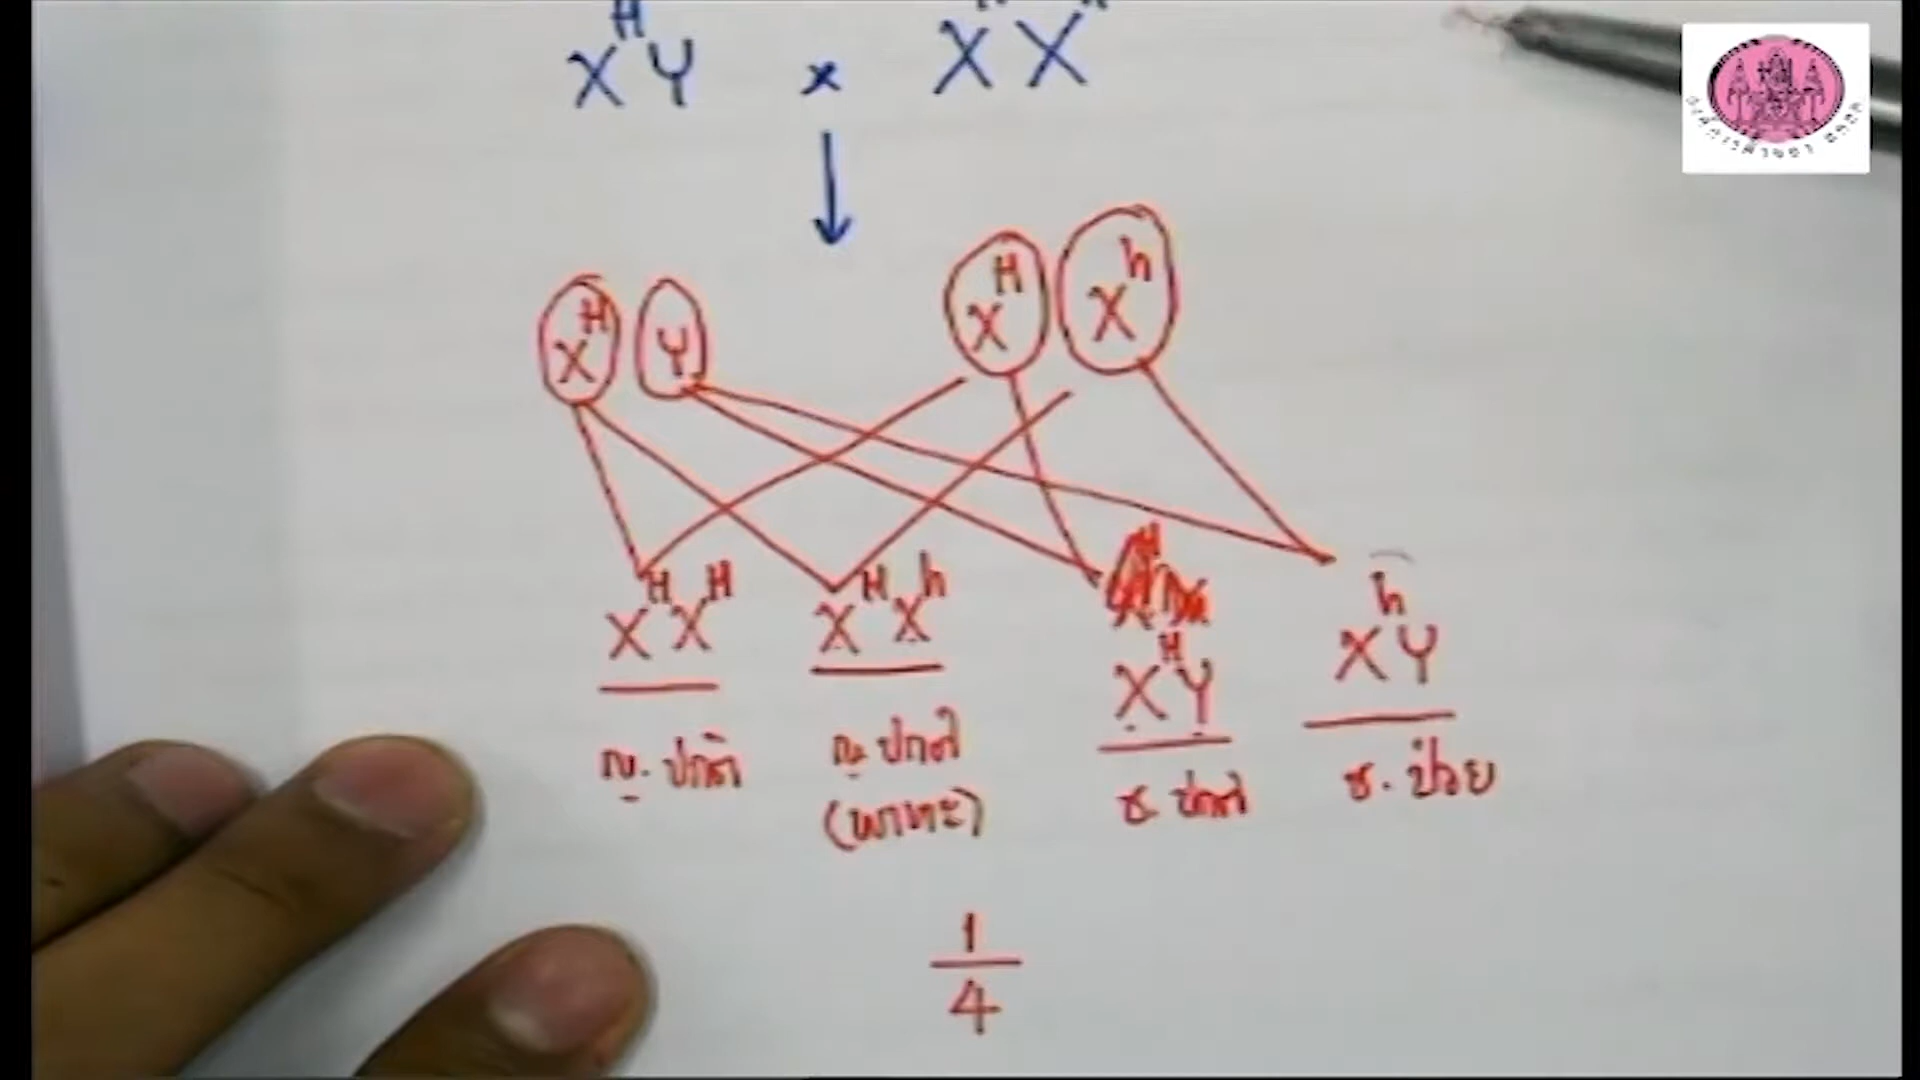 X^H Y x X^H X^h
X^H Y X^H X^h
X^H X^H X^H X^h X^H Y X^h Y
ญ. ปกติ ญ. ปกติ ช. ปกติ ช. ป่วย
(พาหะ)
1
4